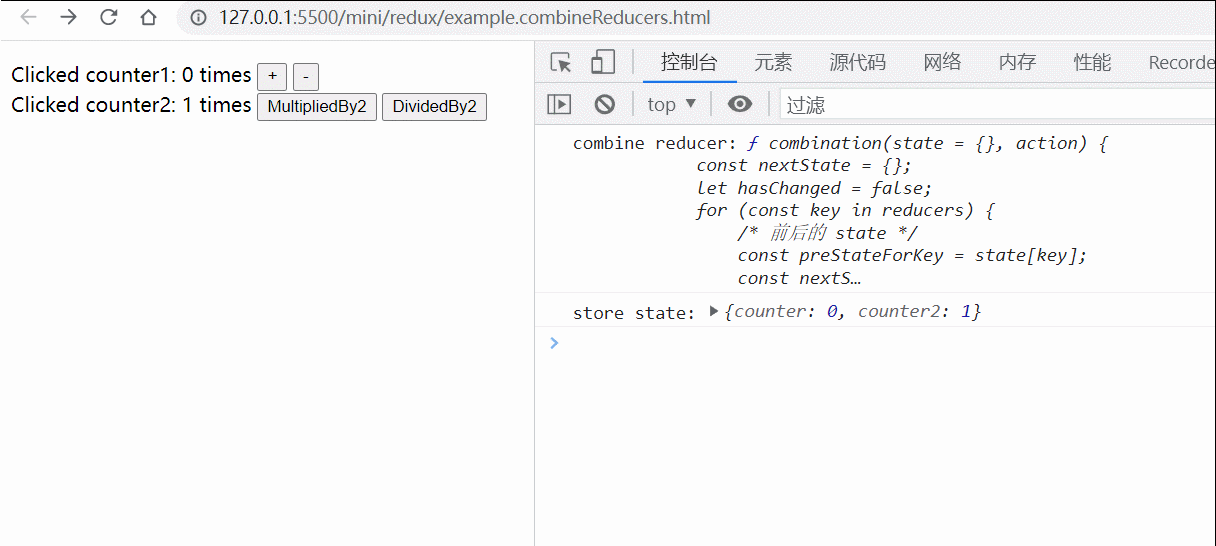 127.0.0.1:5500/mini/redux/example.combineReducers.html
Clicked counter1: 0 times + -
Clicked counter2: 1 times MultipliedBy2 DividedBy2
控制台 元素 源代码 网络 内存 性能 Recorde
top ▼ 过滤
combine reducer: ƒ combination(state = {}, action) {
const nextState = {};
let hasChanged = false;
for (const key in reducers) {
/* 前后的 state */
const preStateForKey = state[key];
const nextS…
store state: ▶{counter: 0, counter2: 1}